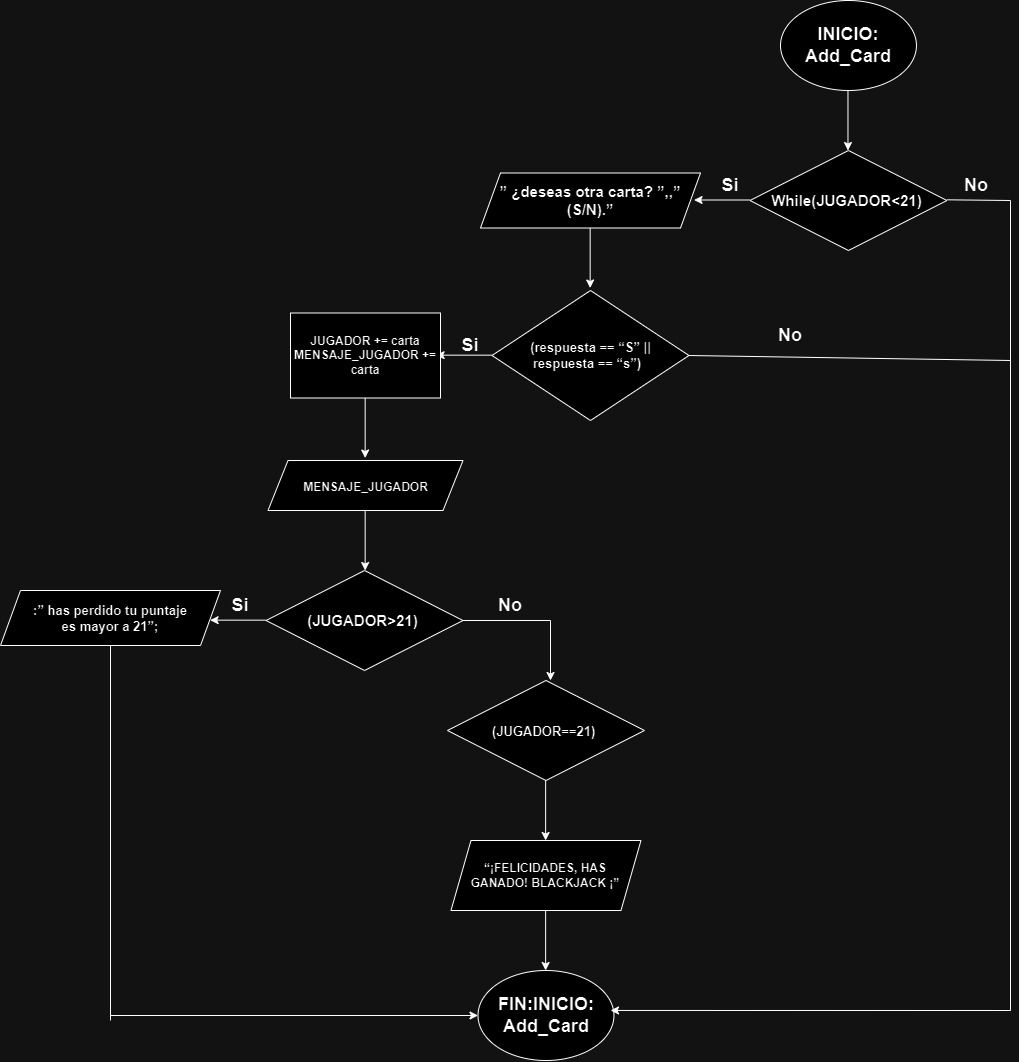 INICIO:
Add_Card
While(JUGADOR<21)
Si
No
” ¿deseas otra carta? ”,,”
(S/N).”
(respuesta == “S” ||
respuesta == “s”)
Si
No
JUGADOR += carta
MENSAJE_JUGADOR +=
carta
MENSAJE_JUGADOR
(JUGADOR>21)
Si
No
:” has perdido tu puntaje
es mayor a 21”;
(JUGADOR==21)
“¡FELICIDADES, HAS
GANADO! BLACKJACK ¡”
FIN:INICIO:
Add_Card